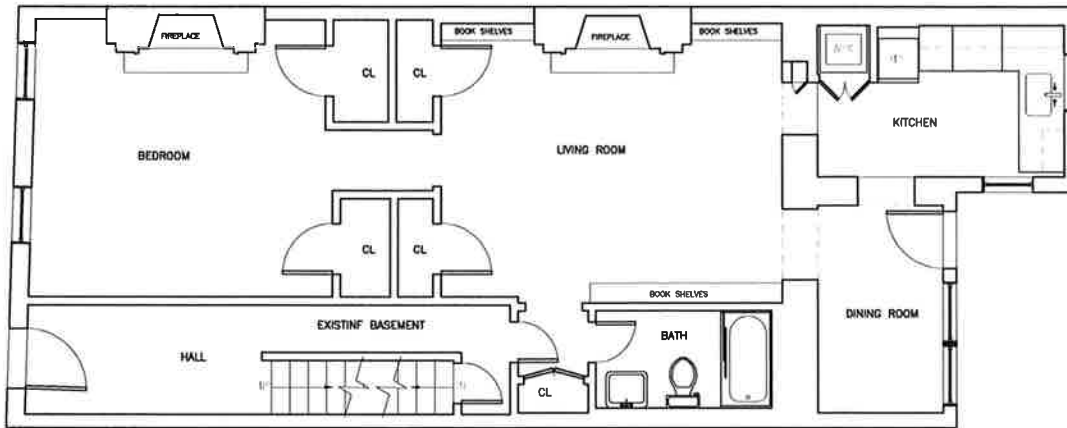 FIREPLACE
BOOK SHELVES
FIREPLACE
BOOK SHELVES
CL
CL
KITCHEN
BEDROOM
LIVING ROOM
CL
CL
BOOK SHELVES
EXISTINF BASEMENT
DINING ROOM
HALL
BATH
CL